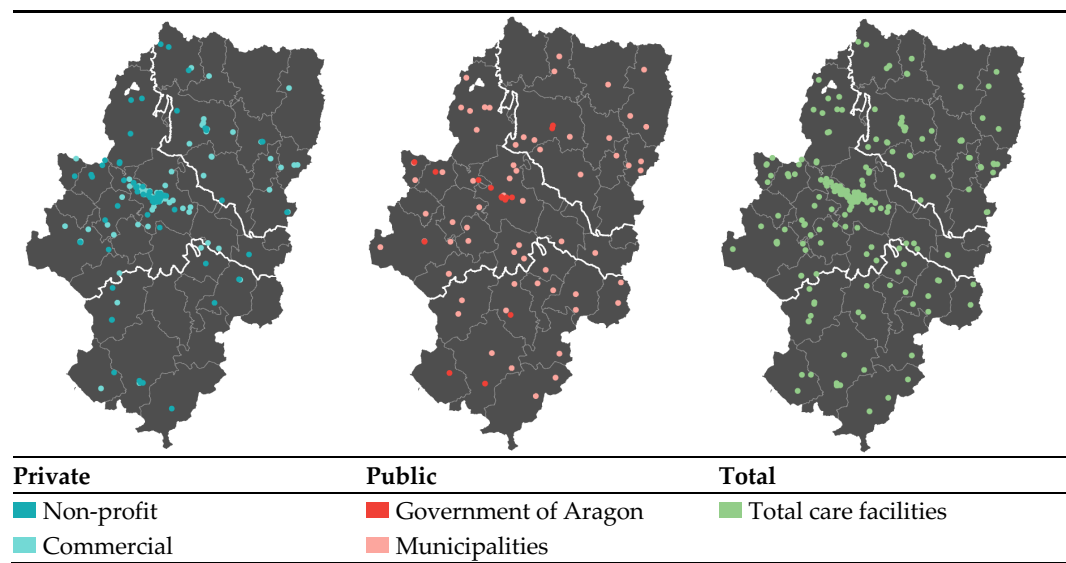 Private Public Total
Non-profit Government of Aragon Total care facilities
Commercial Municipalities